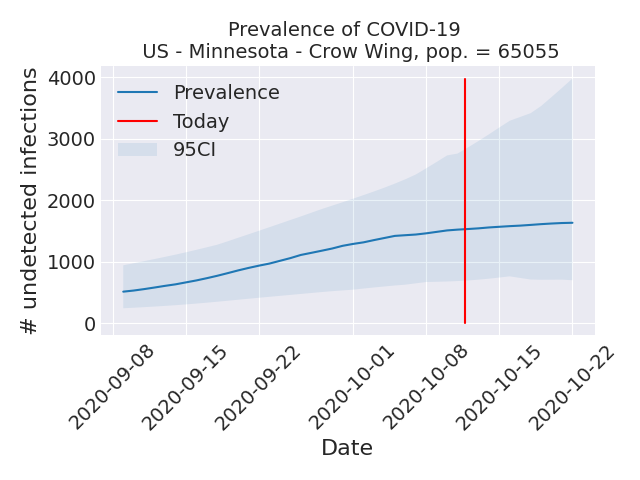 Prevalence of COVID-19
US - Minnesota - Crow Wing, pop. = 65055
# undetected infections
4000
3000
2000
1000
0
Prevalence
Today
95CI
2020-09-08
2020-09-15
2020-09-22
2020-10-01
2020-10-08
2020-10-15
2020-10-22
Date